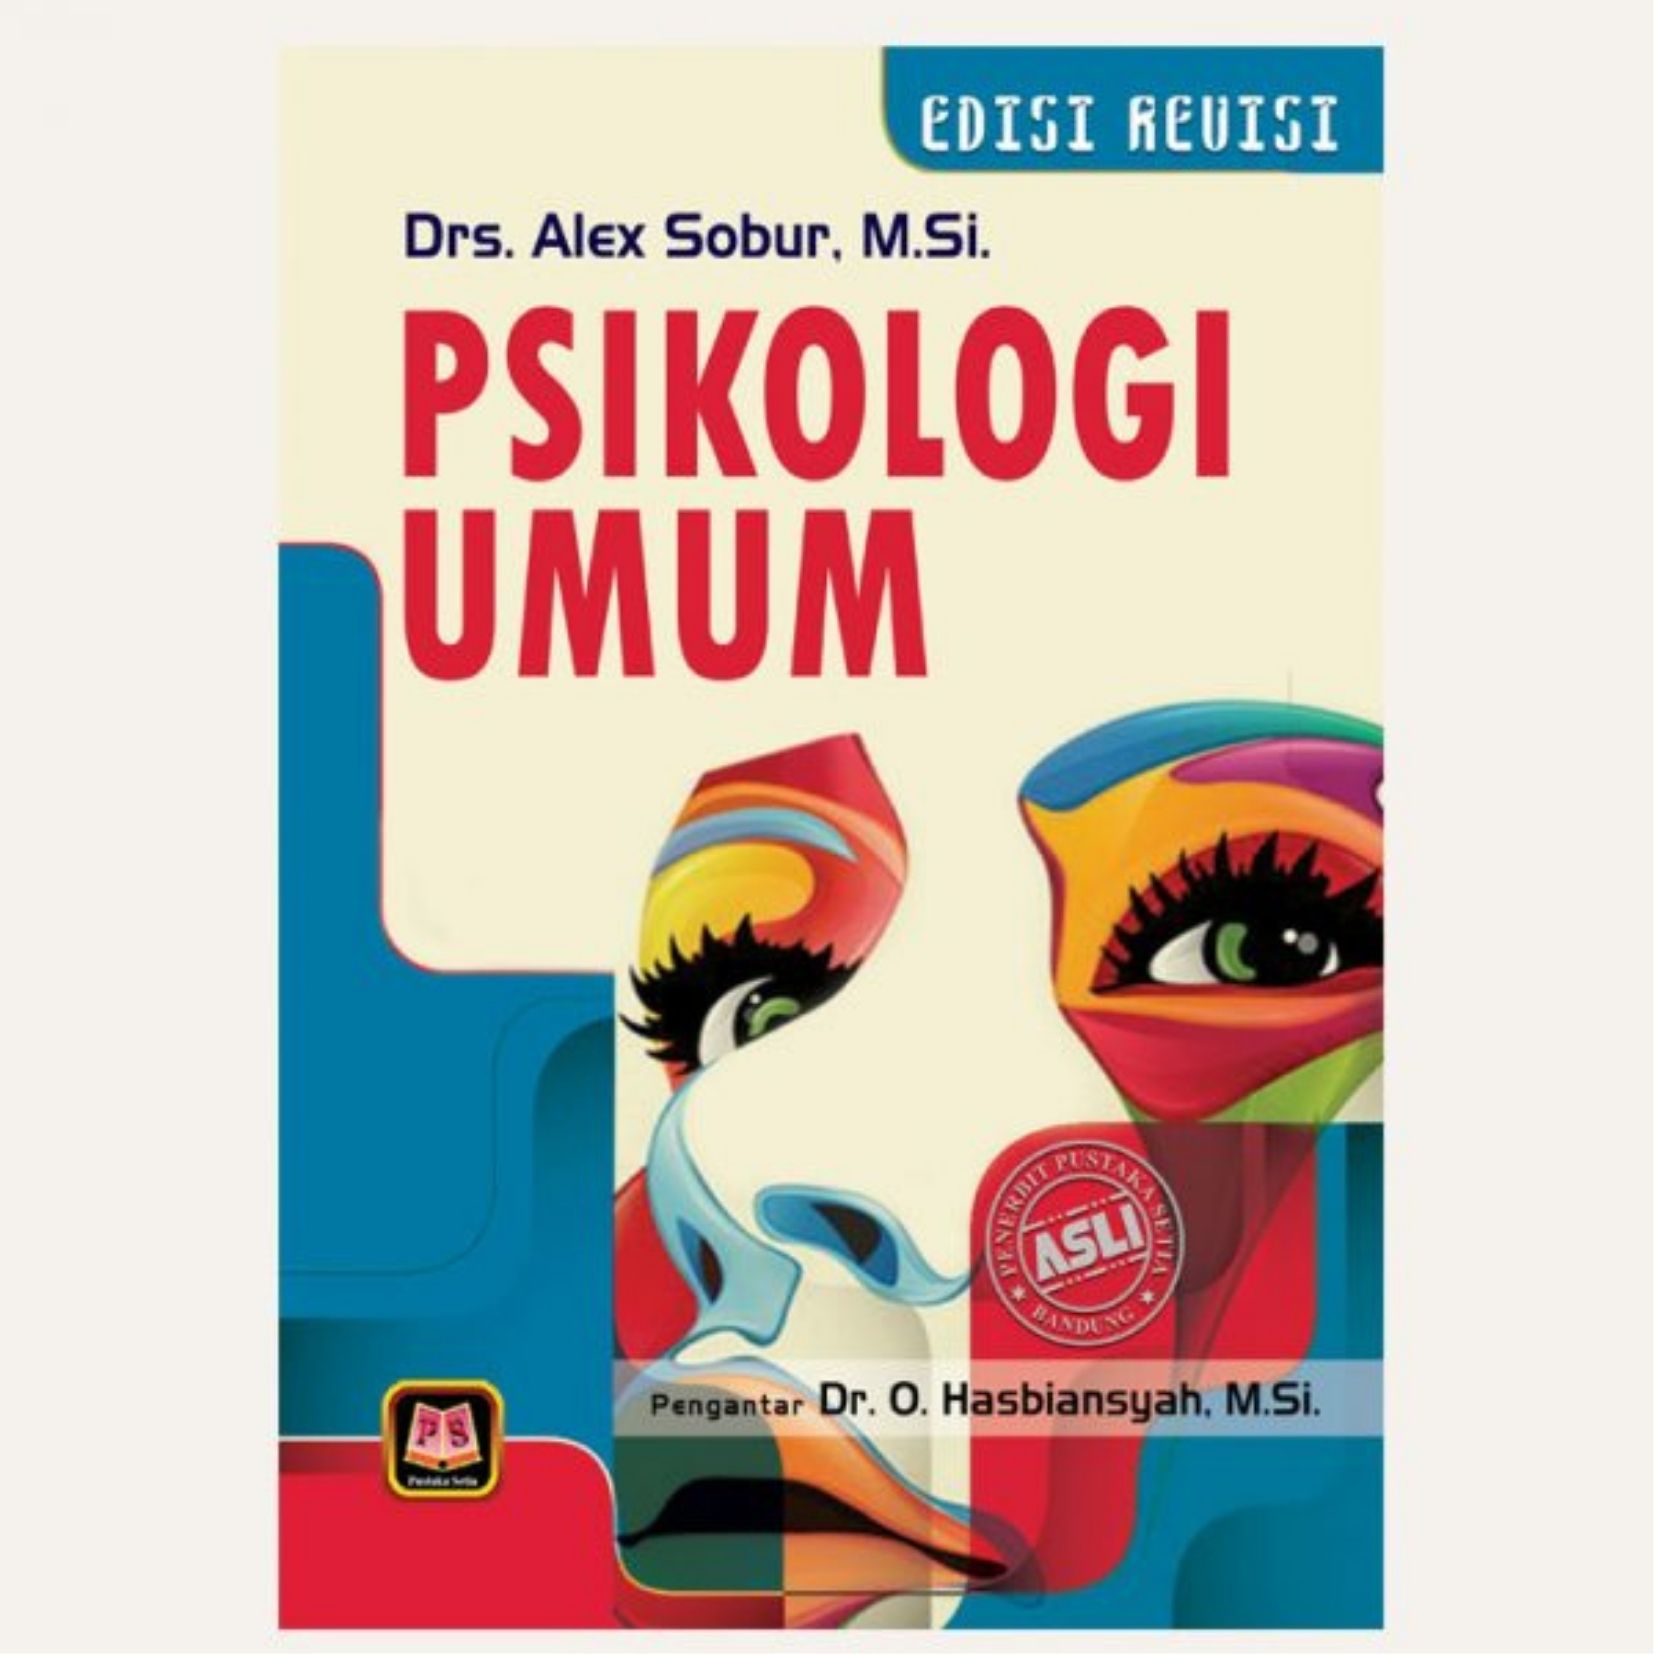 EDISI REVISI
Drs. Alex Sobur, M.Si.
PSIKOLOGI
UMUM
PENERBIT PUSTAKA SETIA
ASLI
BANDUNG
Pengantar Dr. O. Hasbiansyah, M.Si.
PS
Pustaka Setia